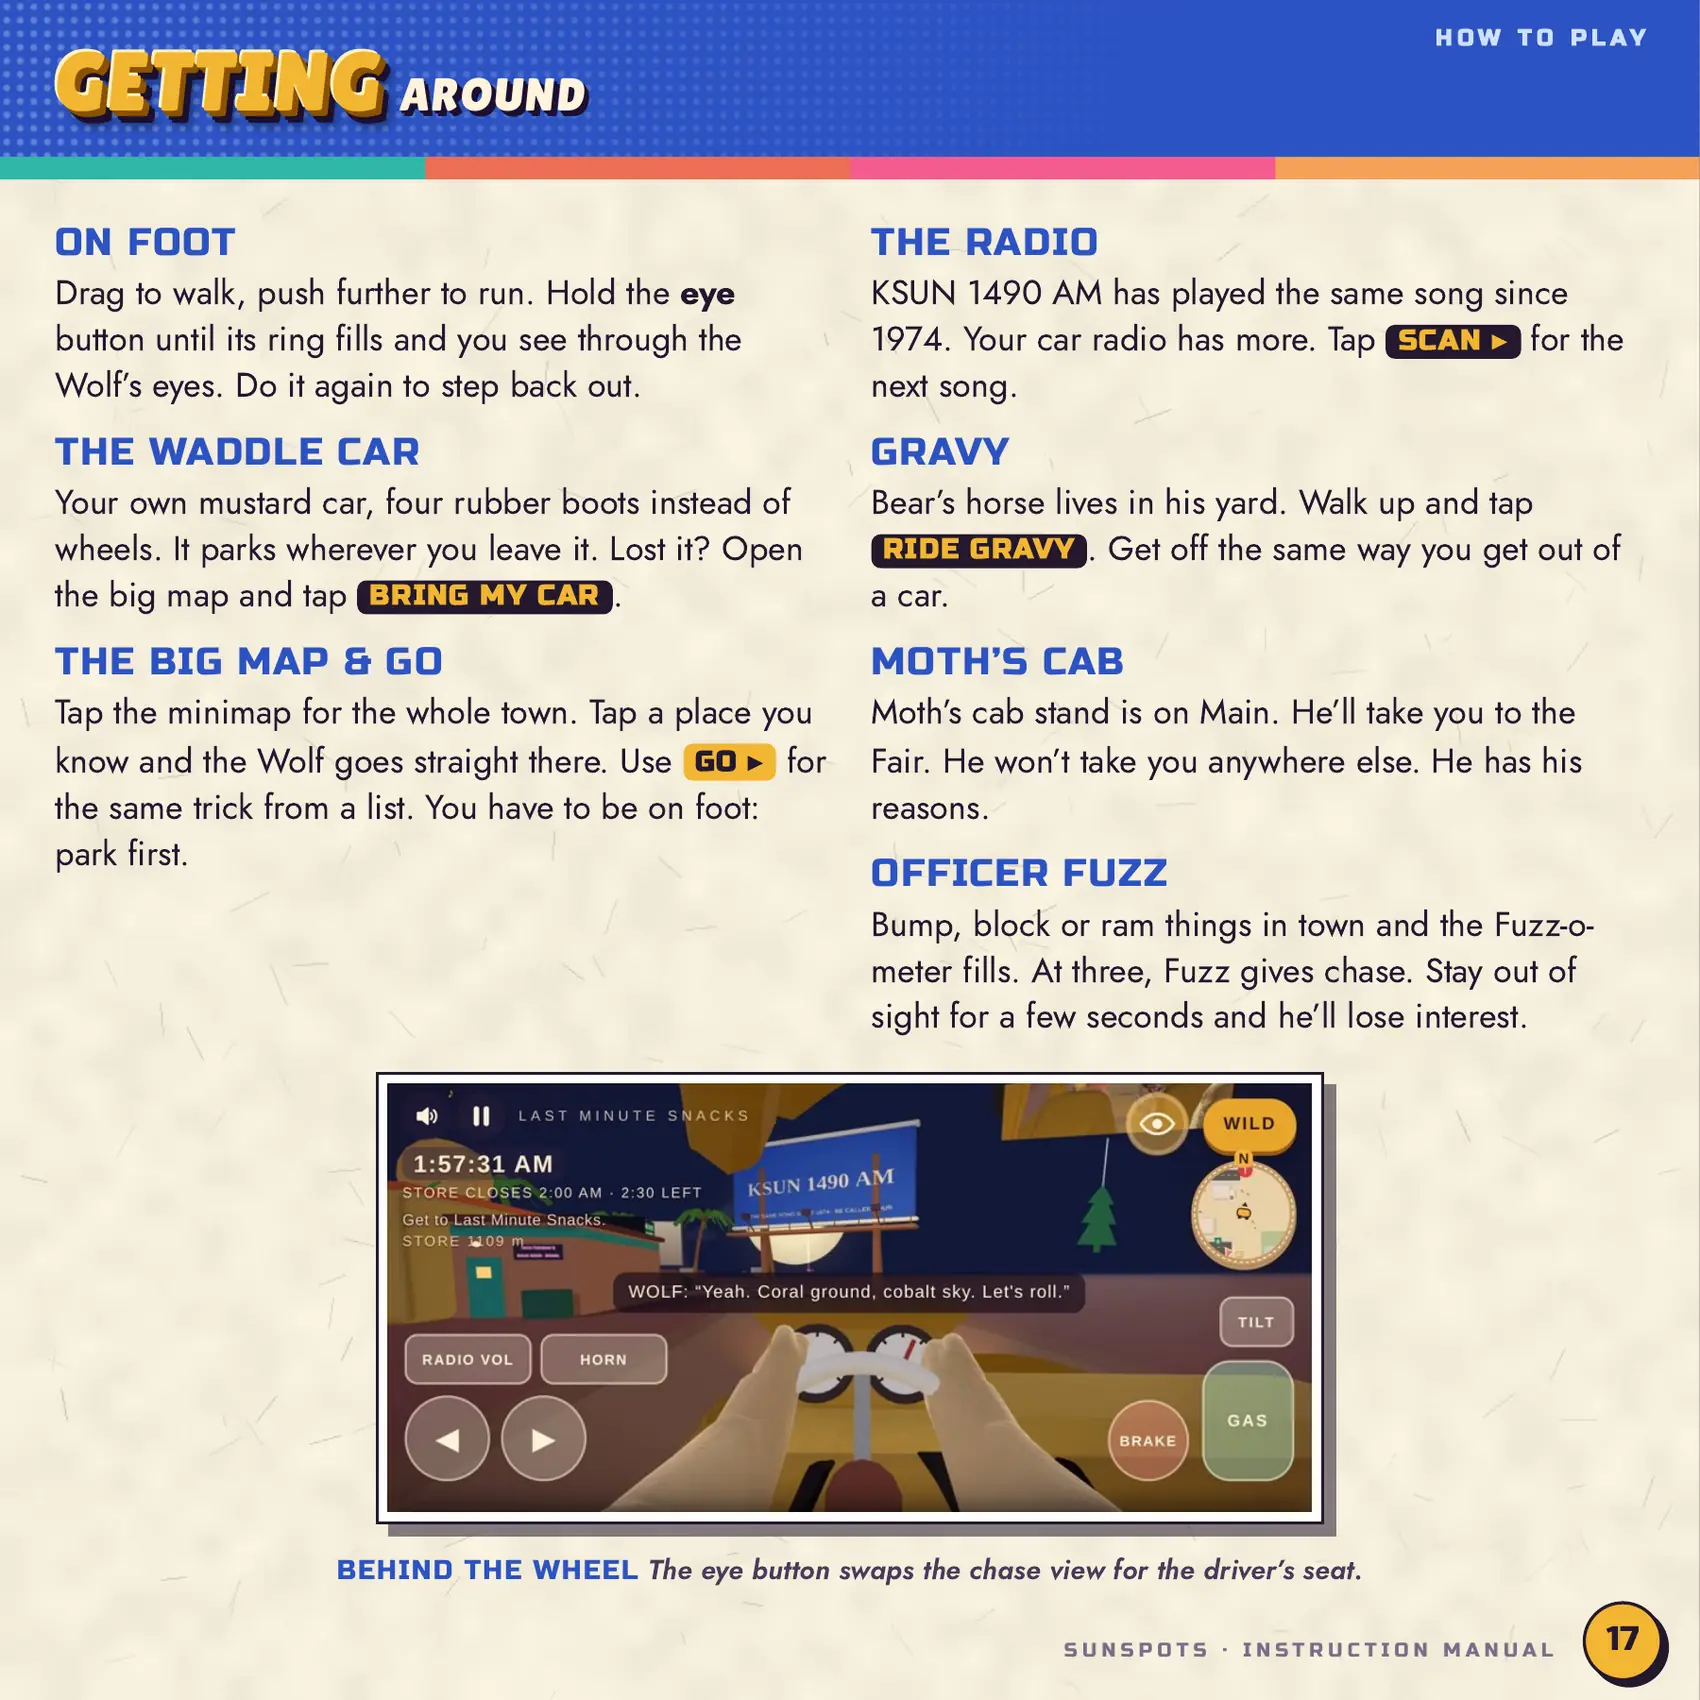 HOW TO PLAY
GETTING AROUND
ON FOOT
Drag to walk, push further to run. Hold the eye
button until its ring fills and you see through the
Wolf’s eyes. Do it again to step back out.
THE WADDLE CAR
Your own mustard car, four rubber boots instead of
wheels. It parks wherever you leave it. Lost it? Open
the big map and tap BRING MY CAR.
THE BIG MAP & GO
Tap the minimap for the whole town. Tap a place you
know and the Wolf goes straight there. Use GO ► for
the same trick from a list. You have to be on foot:
park first.
THE RADIO
KSUN 1490 AM has played the same song since
1974. Your car radio has more. Tap SCAN ► for the
next song.
GRAVY
Bear’s horse lives in his yard. Walk up and tap
RIDE GRAVY. Get off the same way you get out of
a car.
MOTH’S CAB
Moth’s cab stand is on Main. He’ll take you to the
Fair. He won’t take you anywhere else. He has his
reasons.
OFFICER FUZZ
Bump, block or ram things in town and the Fuzz-o-
meter fills. At three, Fuzz gives chase. Stay out of
sight for a few seconds and he’ll lose interest.
LAST MINUTE SNACKS
WILD
1:57:31 AM
STORE CLOSES 2:00 AM · 2:30 LEFT
Get to Last Minute Snacks.
STORE 1109 m
KSUN 1490 AM
N
WOLF: “Yeah. Coral ground, cobalt sky. Let's roll.”
TILT
RADIO VOL
HORN
GAS
BRAKE
BEHIND THE WHEEL The eye button swaps the chase view for the driver’s seat.
SUNSPOTS · INSTRUCTION MANUAL
17